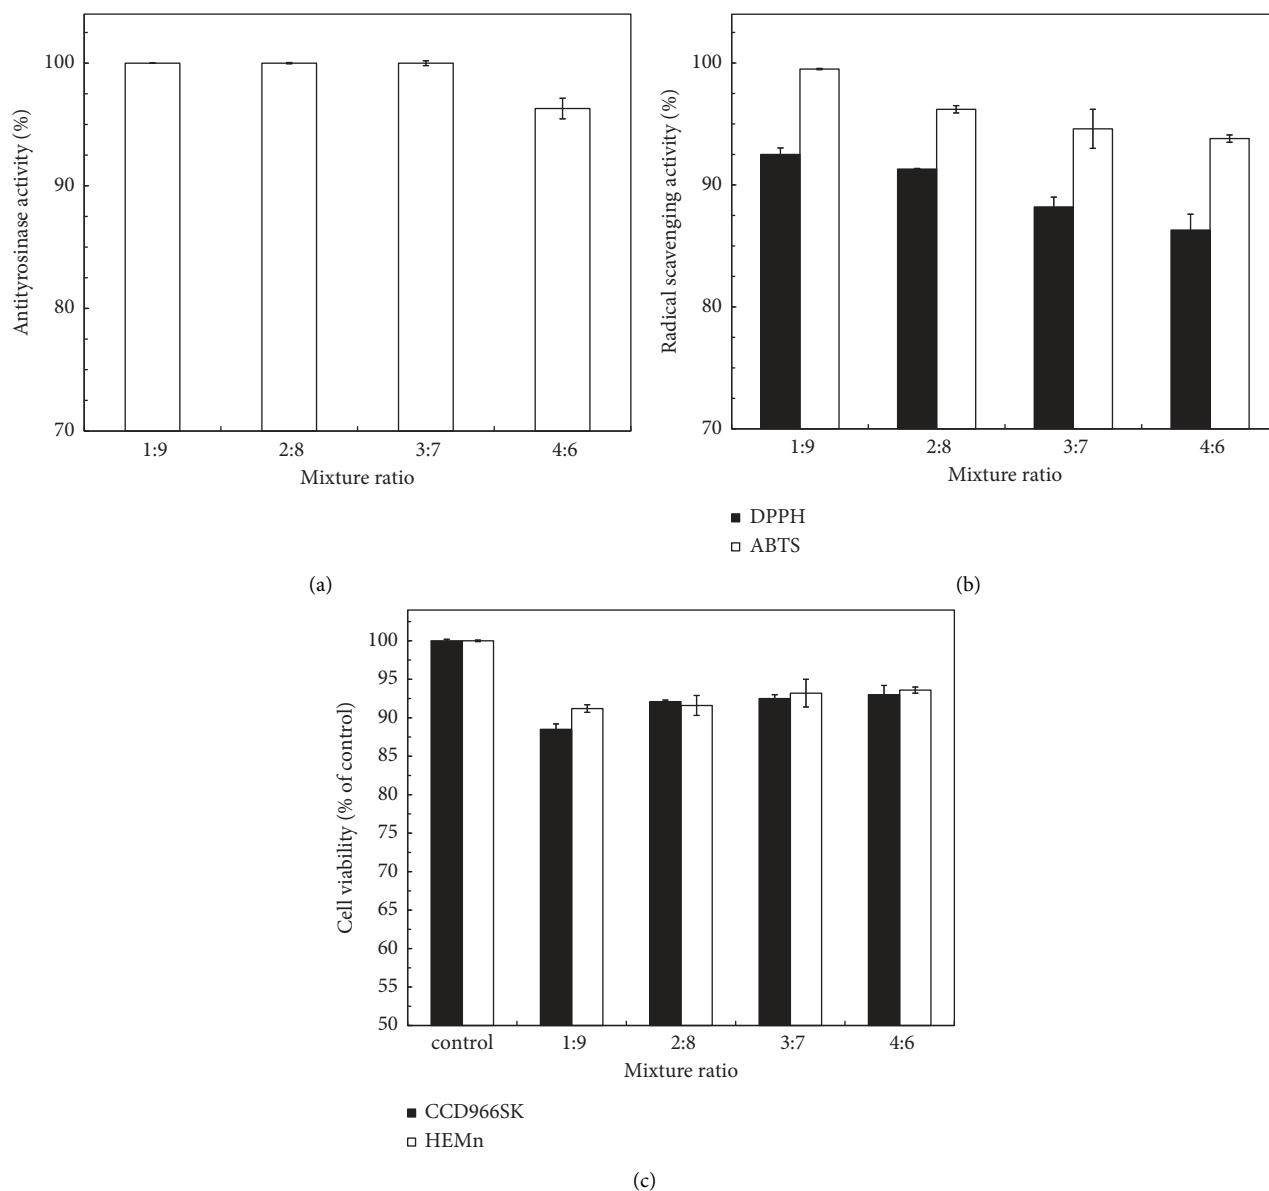 Antityrosinase activity (%)
100
90
80
70
1:9 2:8 3:7 4:6
Mixture ratio
(a)
Radical scavenging activity (%)
100
90
80
70
1:9 2:8 3:7 4:6
Mixture ratio
DPPH
ABTS
(b)
Cell viability (% of control)
100
95
90
85
80
75
70
65
60
55
50
control 1:9 2:8 3:7 4:6
Mixture ratio
CCD966SK
HEMn
(c)